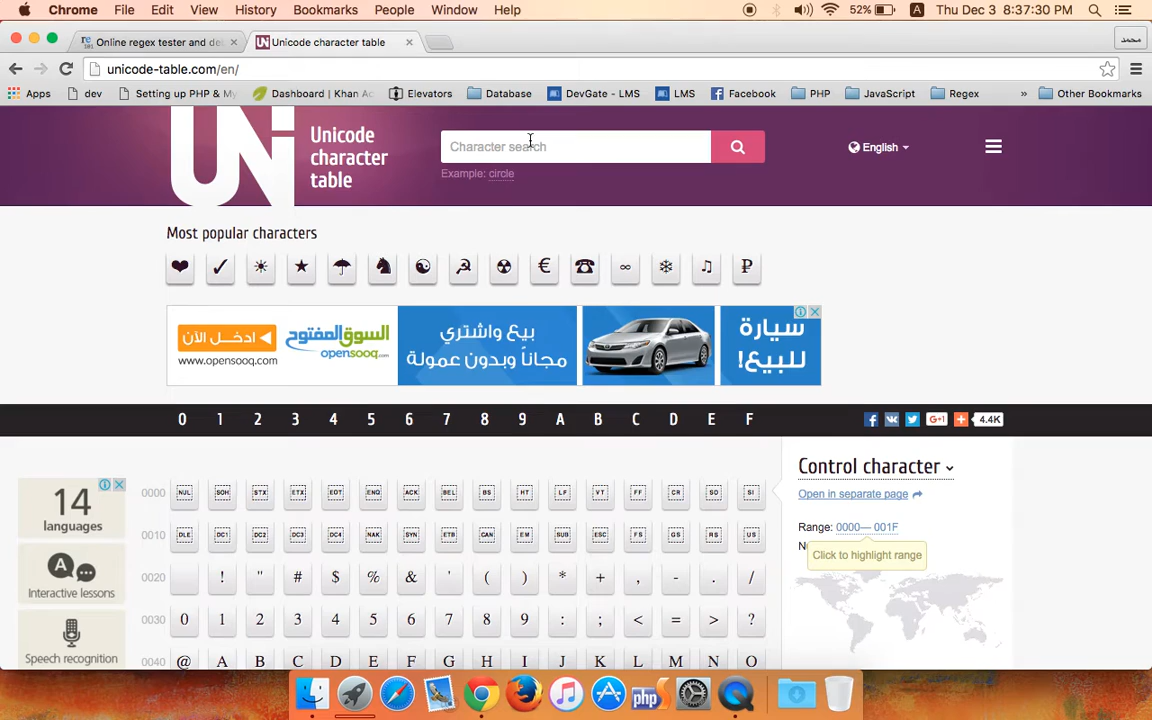 Chrome File Edit View History Bookmarks People Window Help 52% A Thu Dec 3 8:37:30 PM
Online regex tester and de
Unicode character table
محمد
unicode-table.com/en/
Apps dev Setting up PHP & My Dashboard | Khan Ac Elevators Database DevGate - LMS LMS Facebook PHP JavaScript Regex » Other Bookmarks
UNi
Unicode
character
table
Character search
Example: circle
English
Most popular characters
❤ ✓ ☀ ★ ☂ ♞ ☯ ☭ ☢ € ☎ ∞ ❄ ♫ ₽
ادخل الآن
www.opensooq.com
السوق المفتوح
opensooq.com
بيع واشتري
مجاناً وبدون عمولة
سيارة
للبيع!
0 1 2 3 4 5 6 7 8 9 A B C D E F
G+1 4.4K
Control character
Open in separate page
Range: 0000— 001F
Click to highlight range
14
languages
Interactive lessons
Speech recognition
0000 NUL SOH STX ETX EOT ENQ ACK BEL BS HT LF VT FF CR SO SI
0010 DLE DC1 DC2 DC3 DC4 NAK SYN ETB CAN EM SUB ESC FS GS RS US
0020 ! " # $ % & ' ( ) * + , - . /
0030 0 1 2 3 4 5 6 7 8 9 : ; < = > ?
0040 @ A B C D E F G H I J K L M N O
php